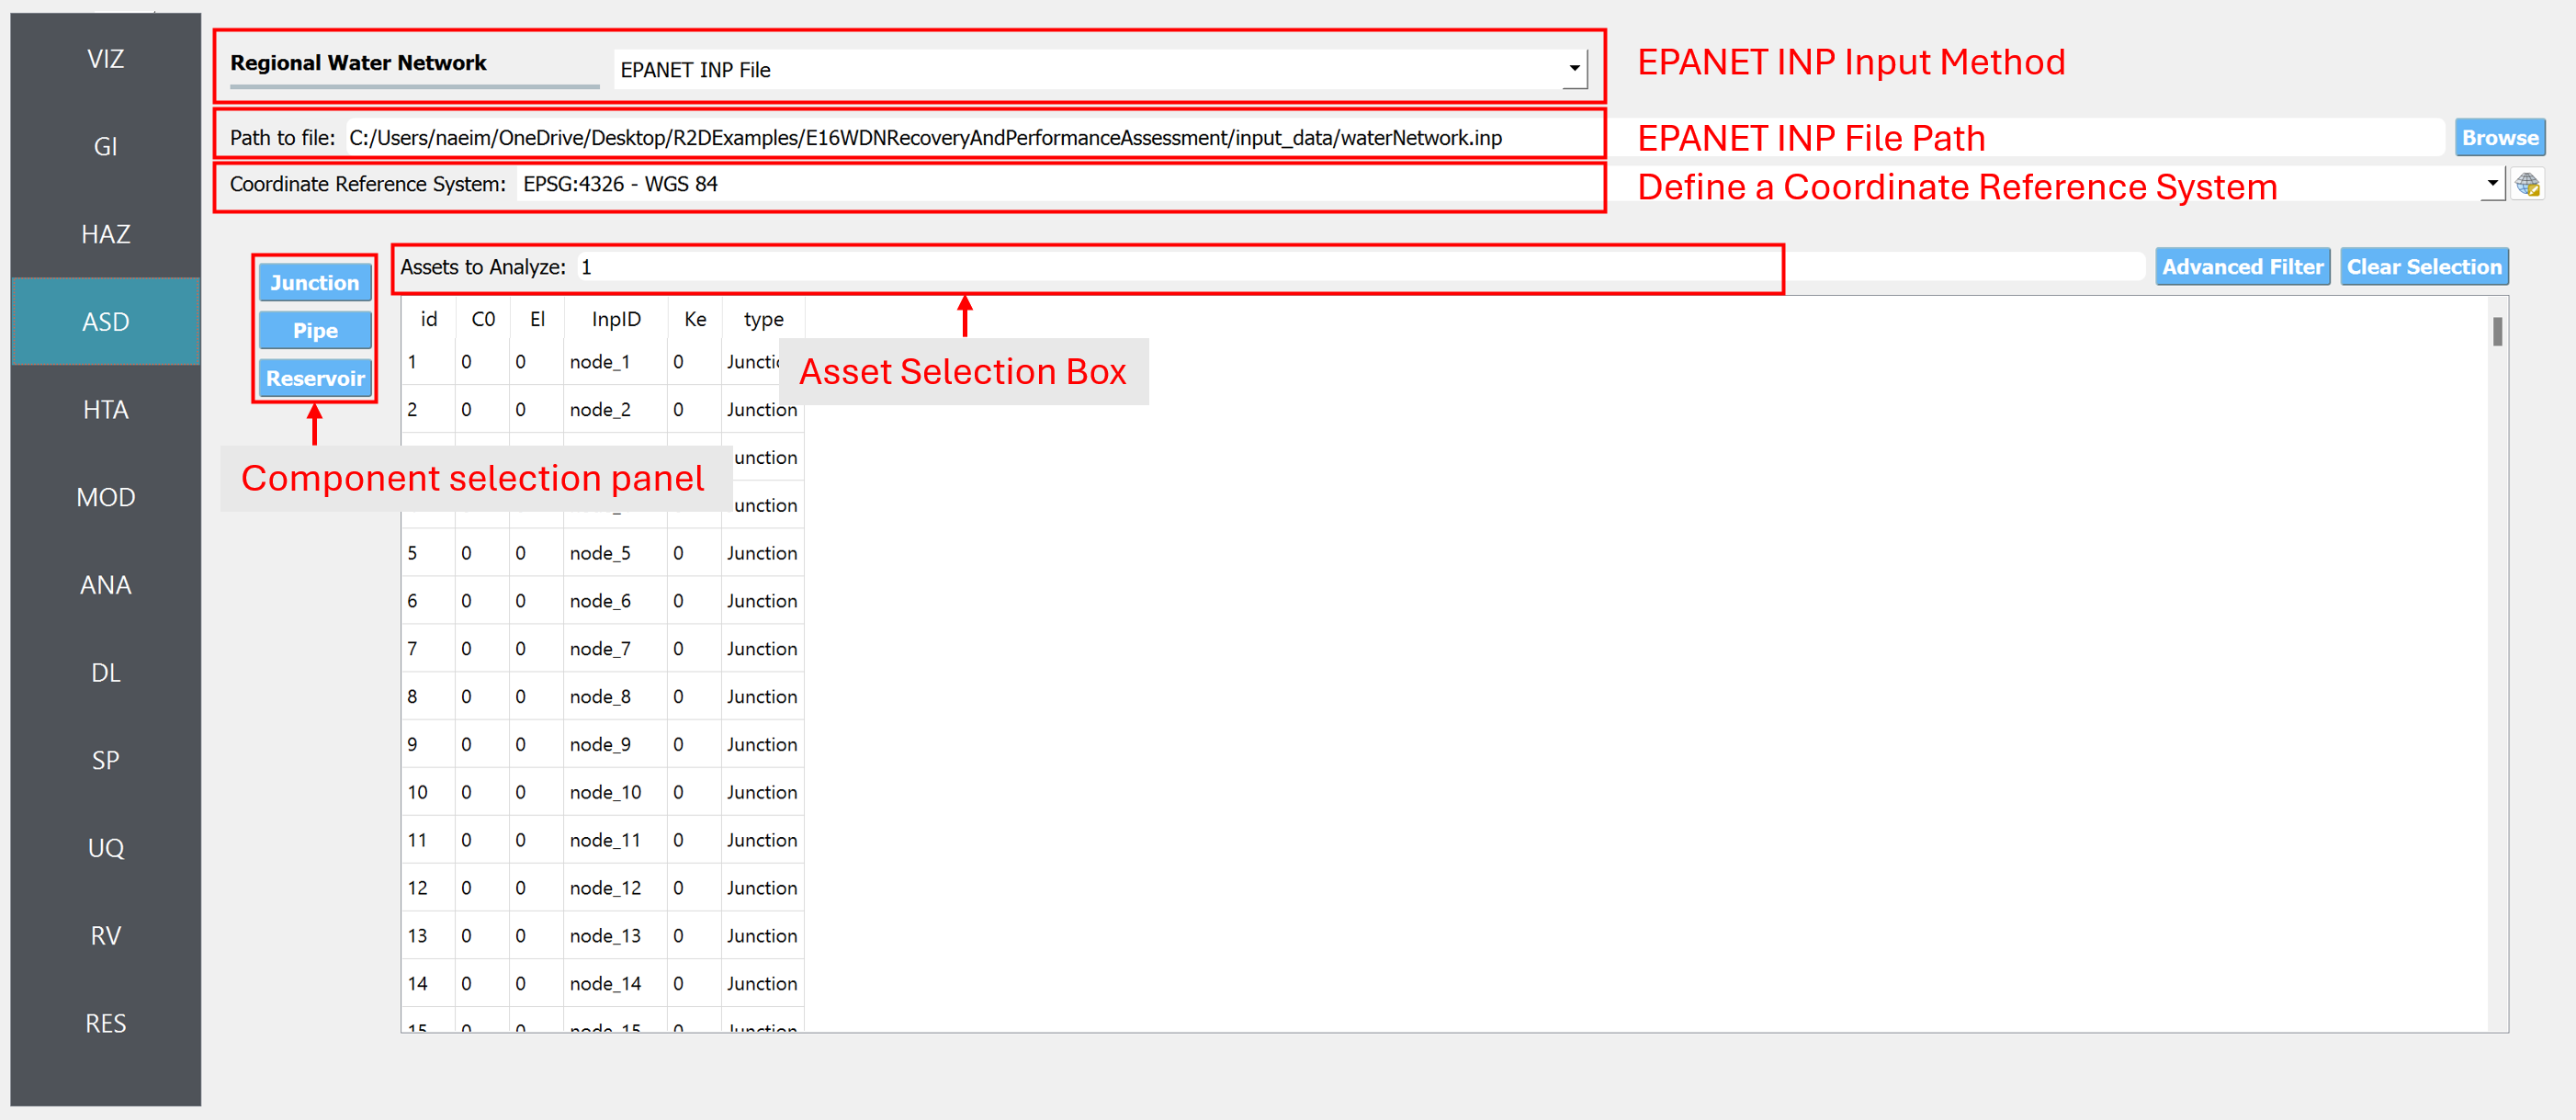 VIZ
GI
HAZ
ASD
HTA
MOD
ANA
DL
SP
UQ
RV
RES
Regional Water Network EPANET INP File EPANET INP Input Method
Path to file: C:/Users/naeim/OneDrive/Desktop/R2DExamples/E16WDNRecoveryAndPerformanceAssessment/input_data/waterNetwork.inp EPANET INP File Path Browse
Coordinate Reference System: EPSG:4326 - WGS 84 Define a Coordinate Reference System
Junction
Pipe
Reservoir
Component selection panel
Assets to Analyze: 1 Advanced Filter Clear Selection
Asset Selection Box
id C0 El InpID Ke type
1 0 0 node_1 0 Juncti
2 0 0 node_2 0 Junction
unction
unction
5 0 0 node_5 0 Junction
6 0 0 node_6 0 Junction
7 0 0 node_7 0 Junction
8 0 0 node_8 0 Junction
9 0 0 node_9 0 Junction
10 0 0 node_10 0 Junction
11 0 0 node_11 0 Junction
12 0 0 node_12 0 Junction
13 0 0 node_13 0 Junction
14 0 0 node_14 0 Junction
15 0 0 node_15 0 Junction